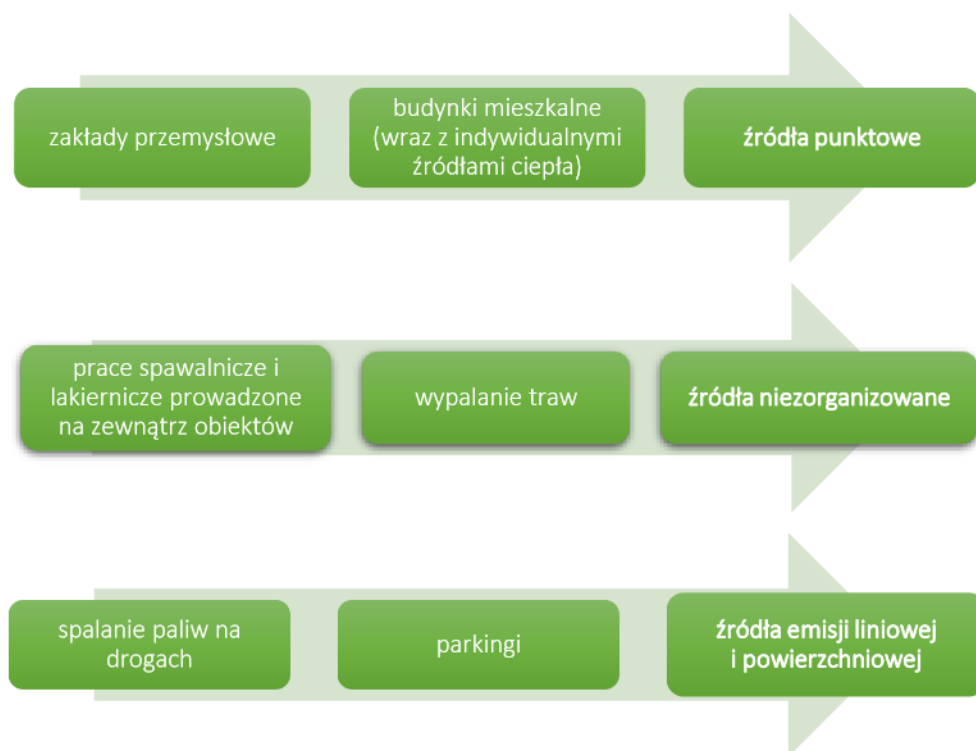 zakłady przemysłowe
budynki mieszkalne
(wraz z indywidualnymi
źródłami ciepła)
źródła punktowe
prace spawalnicze i
lakiernicze prowadzone
na zewnątrz obiektów
wypalanie traw
źródła niezorganizowane
spalanie paliw na
drogach
parkingi
źródła emisji liniowej
i powierzchniowej